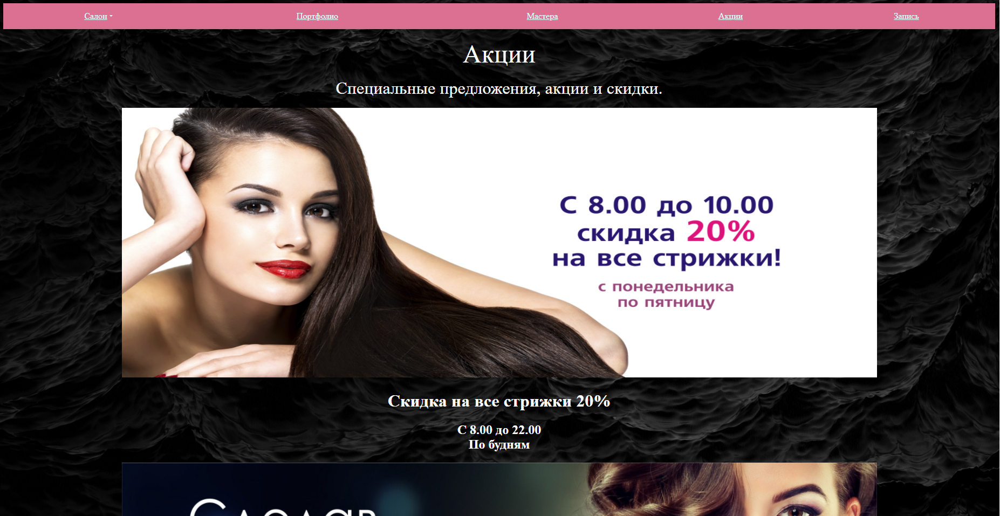 Салон
Портфолио
Мастера
Акции
Запись
Акции
Специальные предложения, акции и скидки.
С 8.00 до 10.00
скидка 20%
на все стрижки!
с понедельника
по пятницу
Скидка на все стрижки 20%
С 8.00 до 22.00
По будням